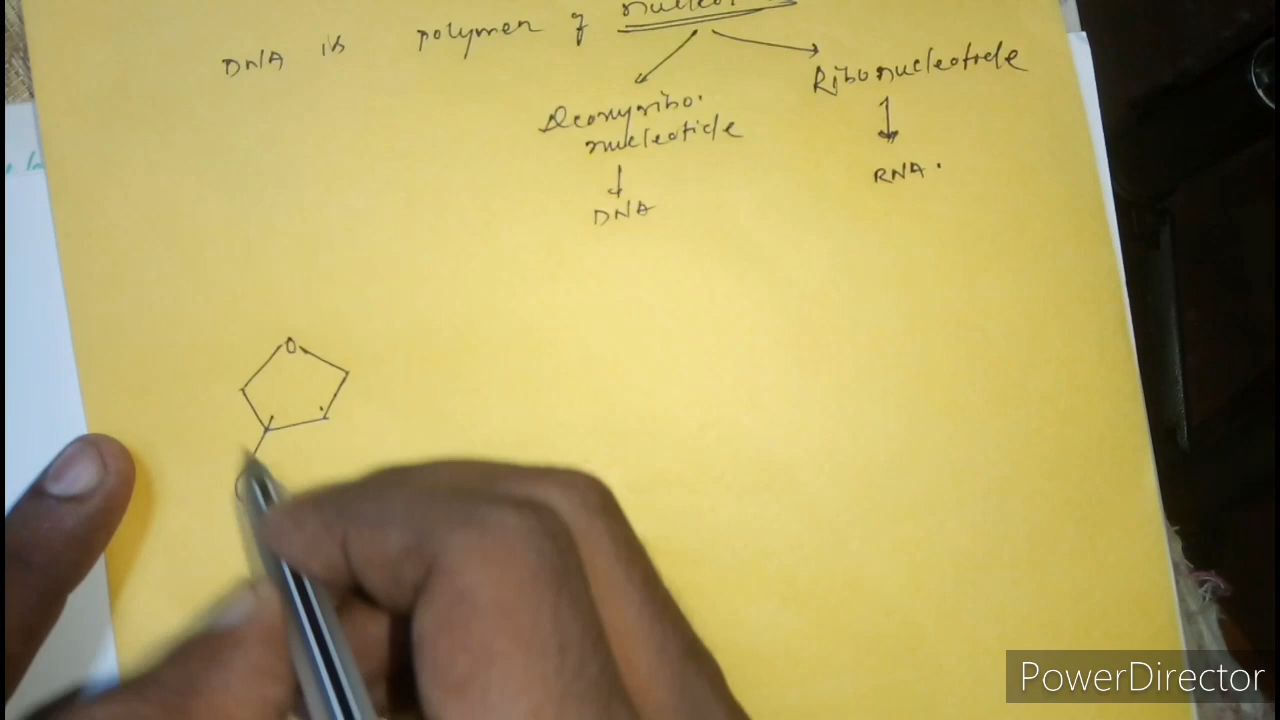 DNA is polymer of
Ribonucleotide
Deoxyribo.
nucleotide
RNA.
DNA
O
PowerDirector